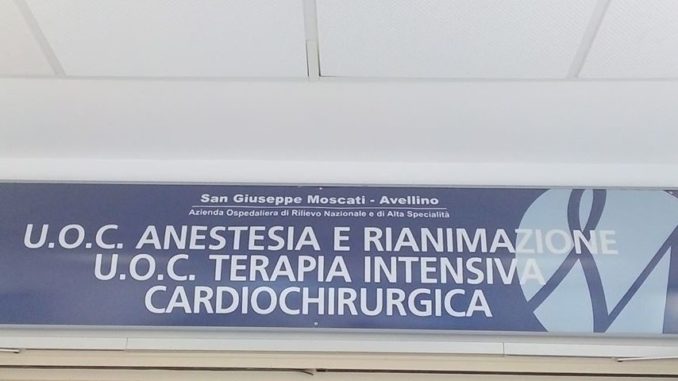 San Giuseppe Moscati - Avellino
Azienda Ospedaliera di Rilievo Nazionale e di Alta Specialità
U.O.C. ANESTESIA E RIANIMAZIONE
U.O.C. TERAPIA INTENSIVA
CARDIOCHIRURGICA